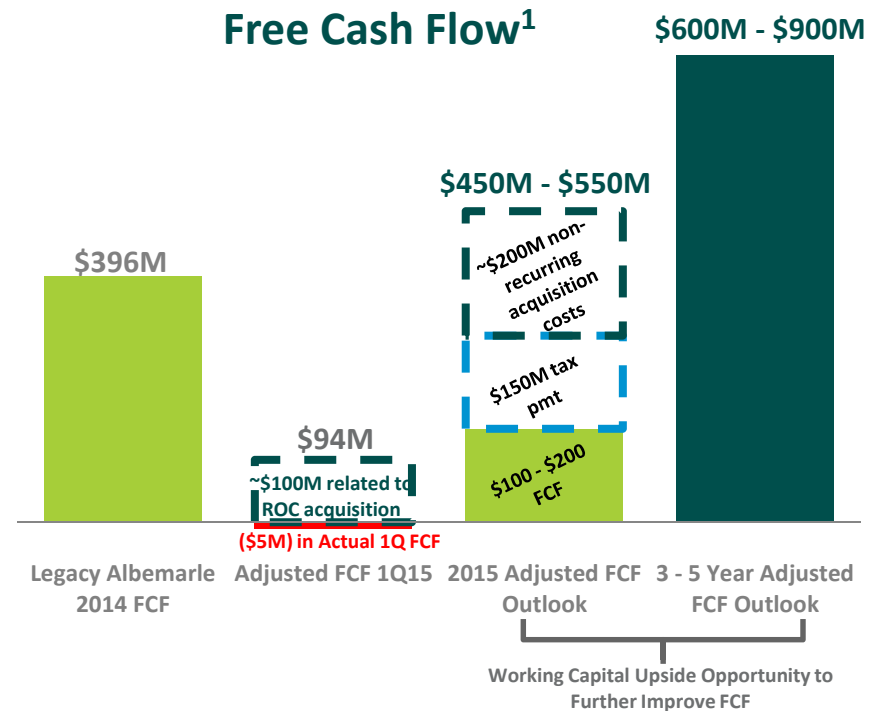 Free Cash Flow1
$600M - $900M
$450M - $550M
~$200M non-
recurring
acquisition
costs
$396M
$150M tax
pmt
$94M
~$100M related to
ROC acquisition
$100 - $200
FCF
($5M) in Actual 1Q FCF
Legacy Albemarle
2014 FCF
Adjusted FCF 1Q15
2015 Adjusted FCF
Outlook
3 - 5 Year Adjusted
FCF Outlook
Working Capital Upside Opportunity to
Further Improve FCF